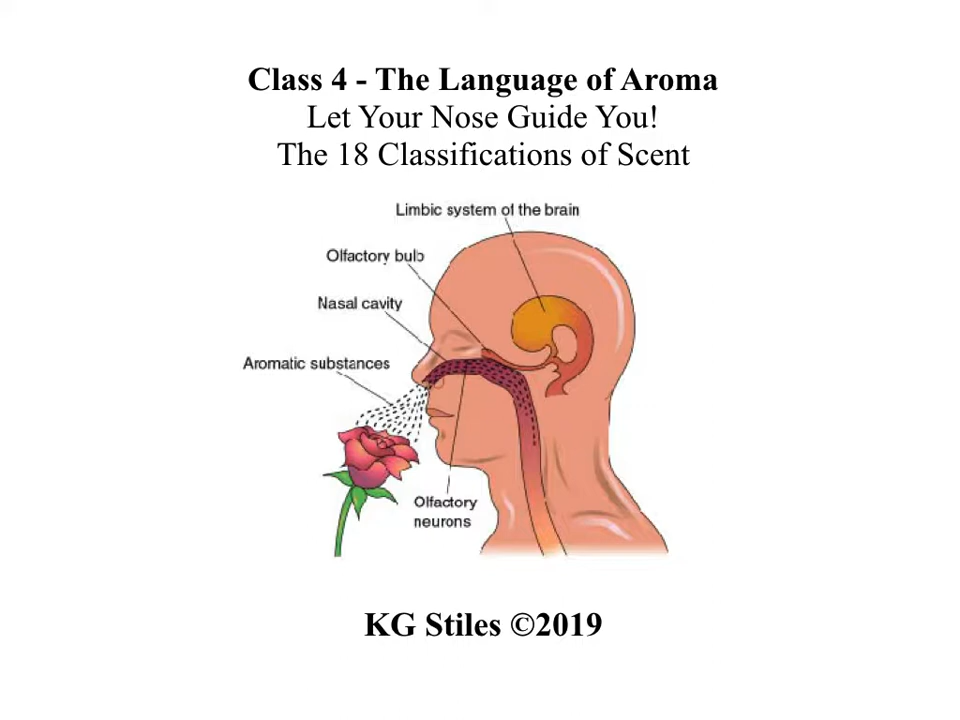 Class 4 - The Language of Aroma
Let Your Nose Guide You!
The 18 Classifications of Scent
Limbic system of the brain
Olfactory bulb
Nasal cavity
Aromatic substances
Olfactory
neurons
KG Stiles ©2019